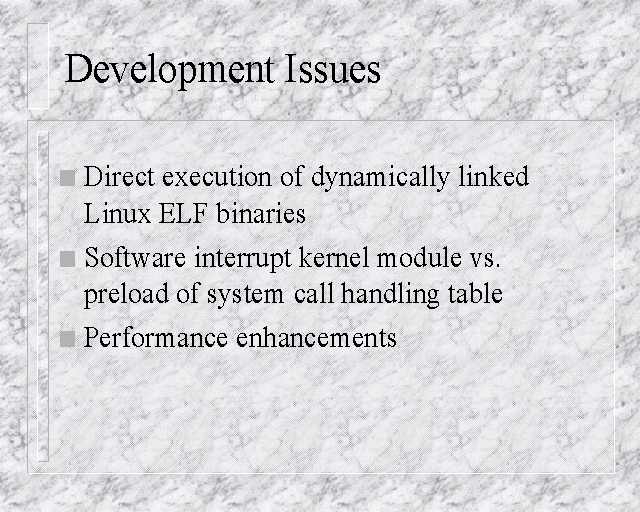 Development Issues
Direct execution of dynamically linked
Linux ELF binaries
Software interrupt kernel module vs.
preload of system call handling table
Performance enhancements